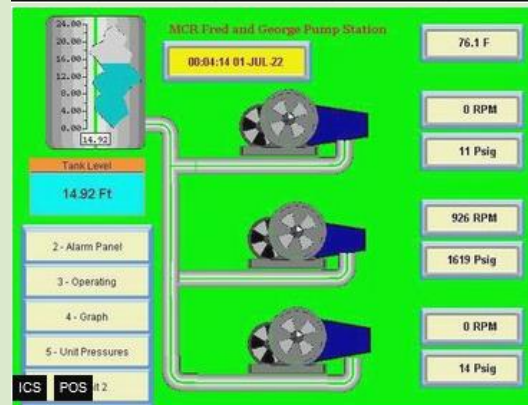 MCR Fred and George Pump Station
00:04:14 01-JUL-22
24.00
20.00
16.00
12.00
8.00
4.00
0.00
14.92
Tank Level
14.92 Ft
76.1 F
0 RPM
11 Psig
926 RPM
1619 Psig
0 RPM
14 Psig
2 - Alarm Panel
3 - Operating
4 - Graph
5 - Unit Pressures
it 2
ICS
POS